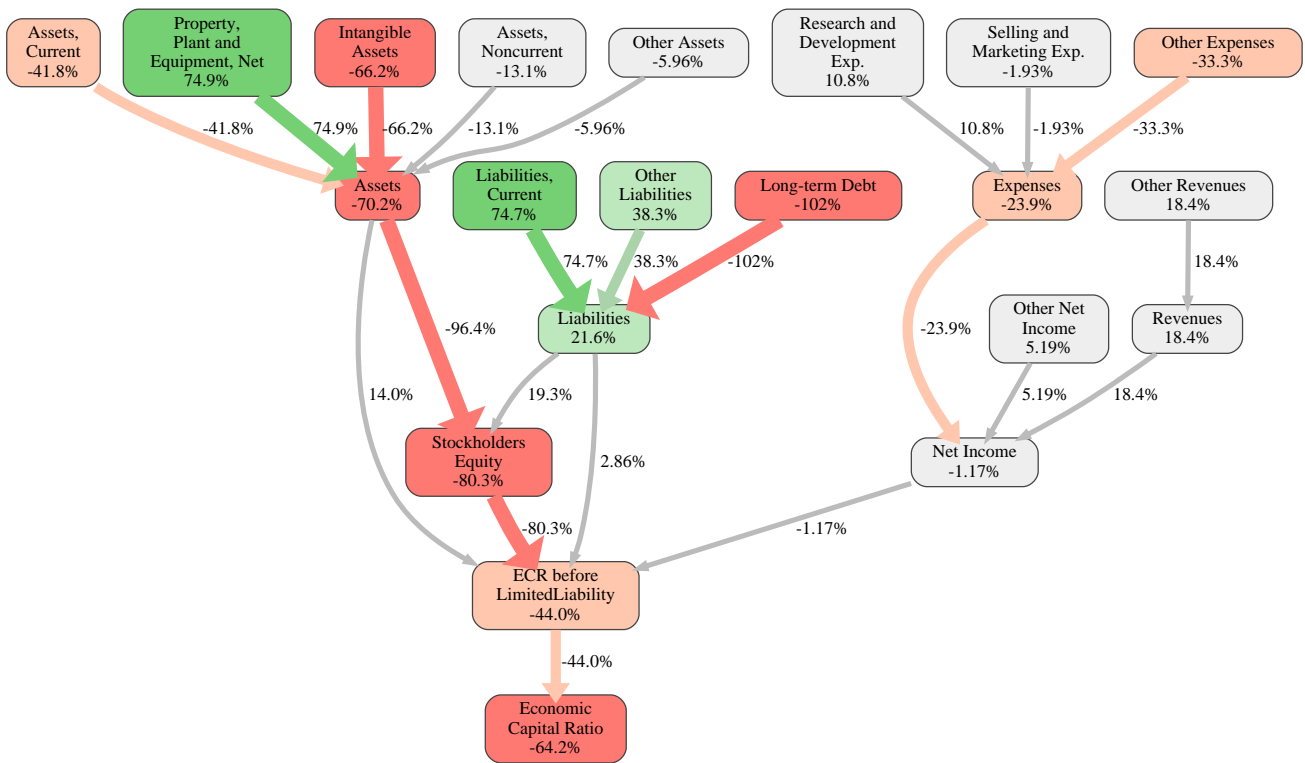 Assets,
Current
-41.8%
Property,
Plant and
Equipment, Net
74.9%
Intangible
Assets
-66.2%
Assets,
Noncurrent
-13.1%
Other Assets
-5.96%
Research and
Development
Exp.
10.8%
Selling and
Marketing Exp.
-1.93%
Other Expenses
-33.3%
-41.8%
74.9%
-66.2%
-13.1%
-5.96%
10.8%
-1.93%
-33.3%
Assets
-70.2%
Liabilities,
Current
74.7%
Other
Liabilities
38.3%
Long-term Debt
-102%
Expenses
-23.9%
Other Revenues
18.4%
74.7%
38.3%
-102%
18.4%
Liabilities
21.6%
Other Net
Income
5.19%
Revenues
18.4%
-96.4%
-23.9%
14.0%
19.3%
5.19%
18.4%
Stockholders
Equity
-80.3%
2.86%
Net Income
-1.17%
-80.3%
-1.17%
ECR before
LimitedLiability
-44.0%
-44.0%
Economic
Capital Ratio
-64.2%